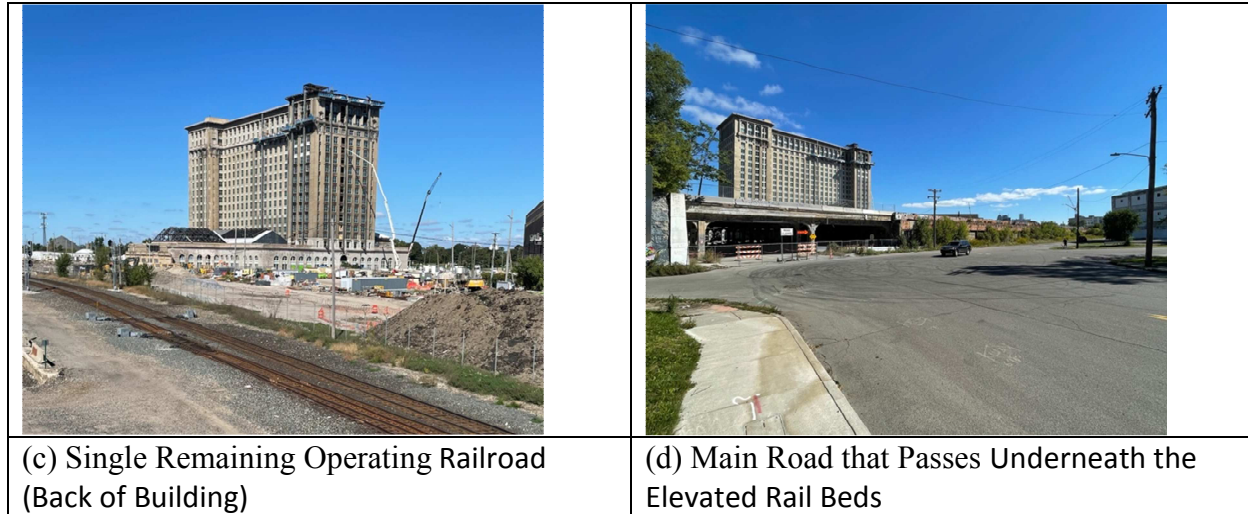 (c) Single Remaining Operating Railroad
(Back of Building)
(d) Main Road that Passes Underneath the
Elevated Rail Beds